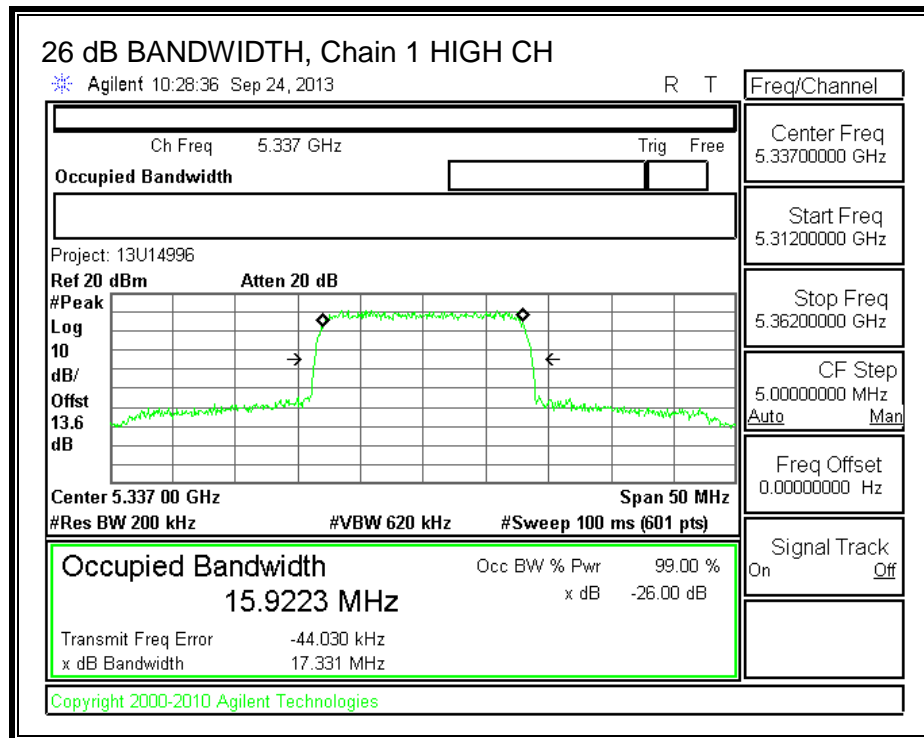 26 dB BANDWIDTH, Chain 1 HIGH CH
Agilent 10:28:36 Sep 24, 2013 R T
Freq/Channel
Ch Freq 5.337 GHz Trig Free
Occupied Bandwidth
Center Freq
5.33700000 GHz
Start Freq
5.31200000 GHz
Stop Freq
5.36200000 GHz
CF Step
5.00000000 MHz
Auto Man
Freq Offset
0.00000000 Hz
Signal Track
On Off
Project: 13U14996
Ref 20 dBm Atten 20 dB
#Peak
Log
10
dB/
Offst
13.6
dB
Center 5.337 00 GHz Span 50 MHz
#Res BW 200 kHz #VBW 620 kHz #Sweep 100 ms (601 pts)
Occupied Bandwidth Occ BW % Pwr 99.00 %
15.9223 MHz x dB -26.00 dB
Transmit Freq Error -44.030 kHz
x dB Bandwidth 17.331 MHz
Copyright 2000-2010 Agilent Technologies